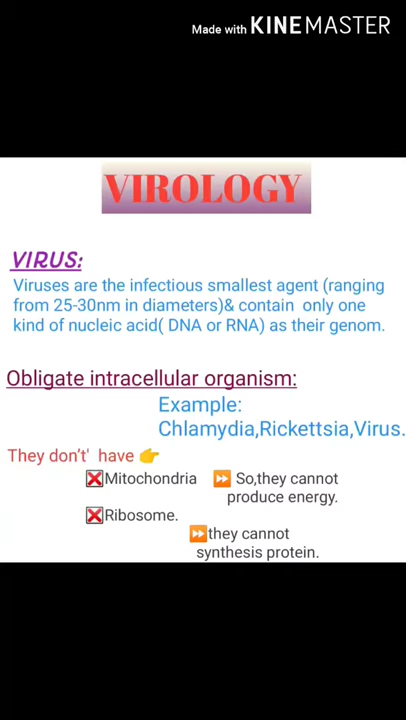 Made with KINEMASTER
VIROLOGY
VIRUS:
Viruses are the infectious smallest agent (ranging
from 25-30nm in diameters)& contain only one
kind of nucleic acid( DNA or RNA) as their genom.
Obligate intracellular organism:
Example:
Chlamydia,Rickettsia,Virus.
They don't' have 👉
❌Mitochondria ⏩ So,they cannot
produce energy.
❌Ribosome.
⏩they cannot
synthesis protein.